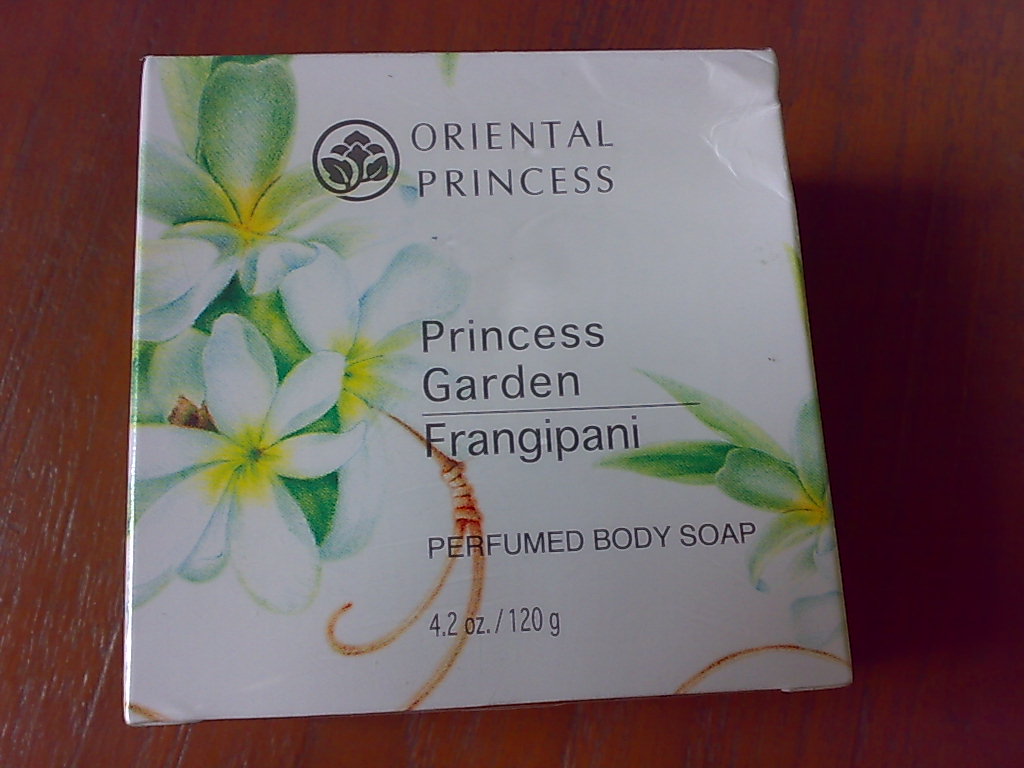 ORIENTAL
PRINCESS
Princess
Garden
Frangipani
PERFUMED BODY SOAP
4.2 oz. / 120 g